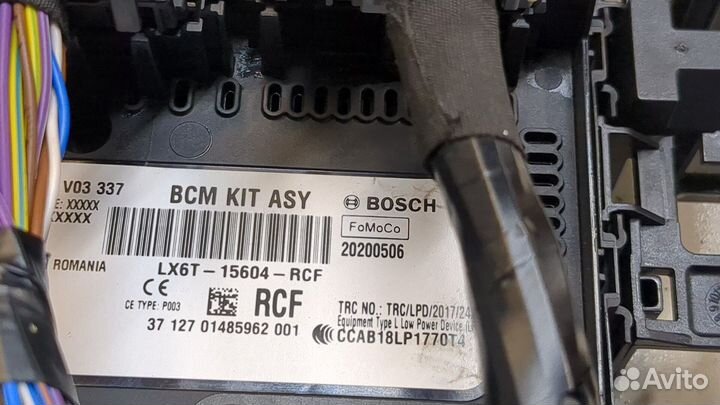 V03 337
BCM KIT ASY
BOSCH
E: XXXXX
XXXXX
FoMoCo
20200506
ROMANIA
LX6T-15604-RCF
CE
CE TYPE: P003
RCF
TRC NO.: TRC/LPD/2017/24
Equipment Type L Low Power Device
37 127 01485962 001
CCAB18LP1770T4
Avito